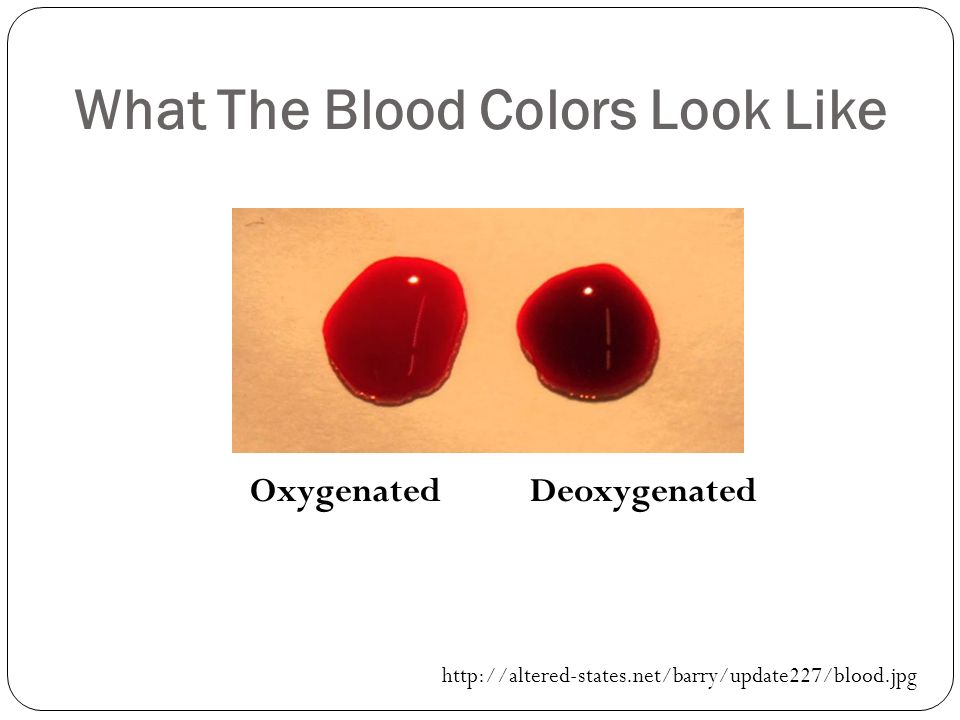 What The Blood Colors Look Like
Oxygenated Deoxygenated
http://altered-states.net/barry/update227/blood.jpg